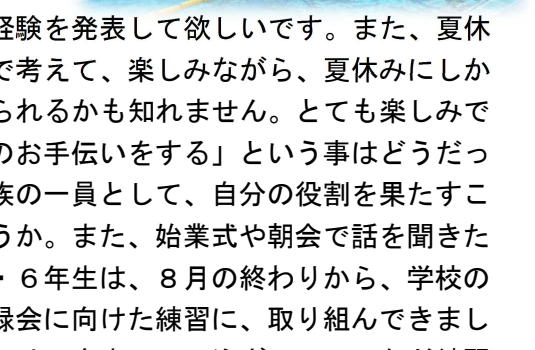 経験を発表して欲しいです。また、夏休
で考えて、楽しみながら、夏休みにしか
られるかも知れません。とても楽しみで
のお手伝いをする」という事はどうだっ
族の一員として、自分の役割を果たすこ
うか。また、始業式や朝会で話を聞きた
・６年生は、８月の終わりから、学校の
録会に向けた練習に、取り組んできまし